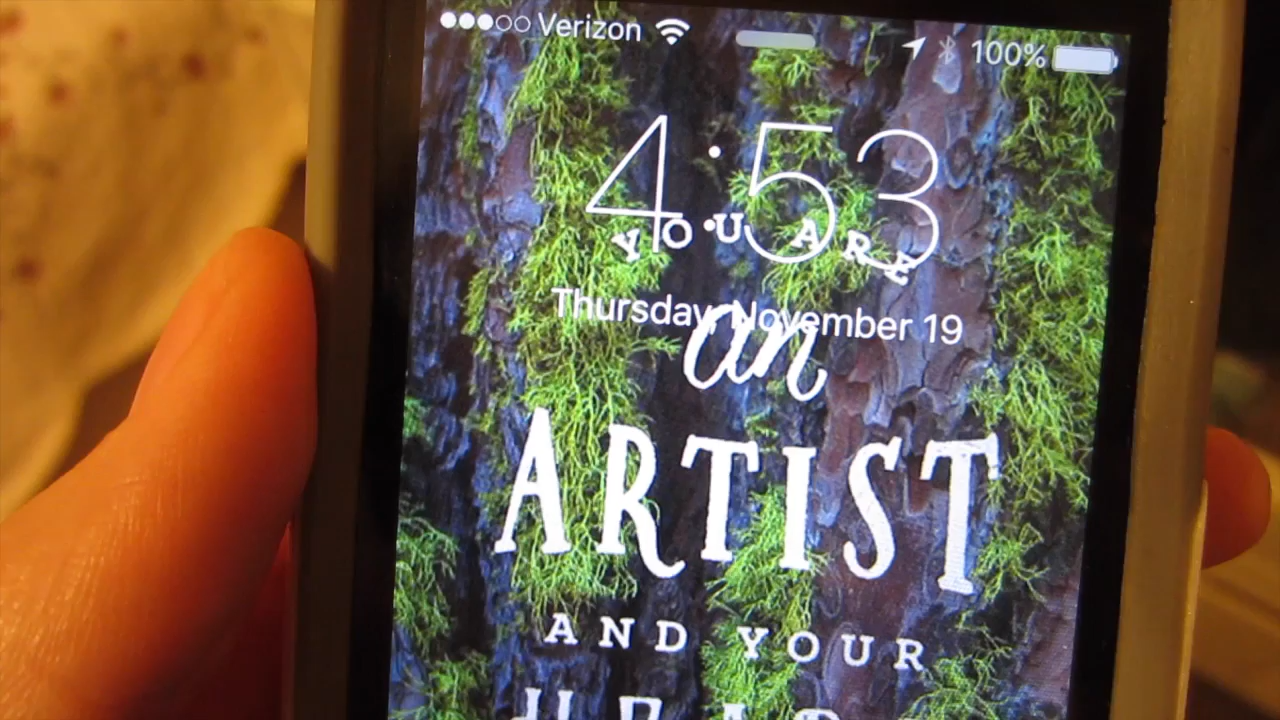 Verizon 100%
4:53
YOU ARE
Thursday, November 19
an
ARTIST
AND YOUR